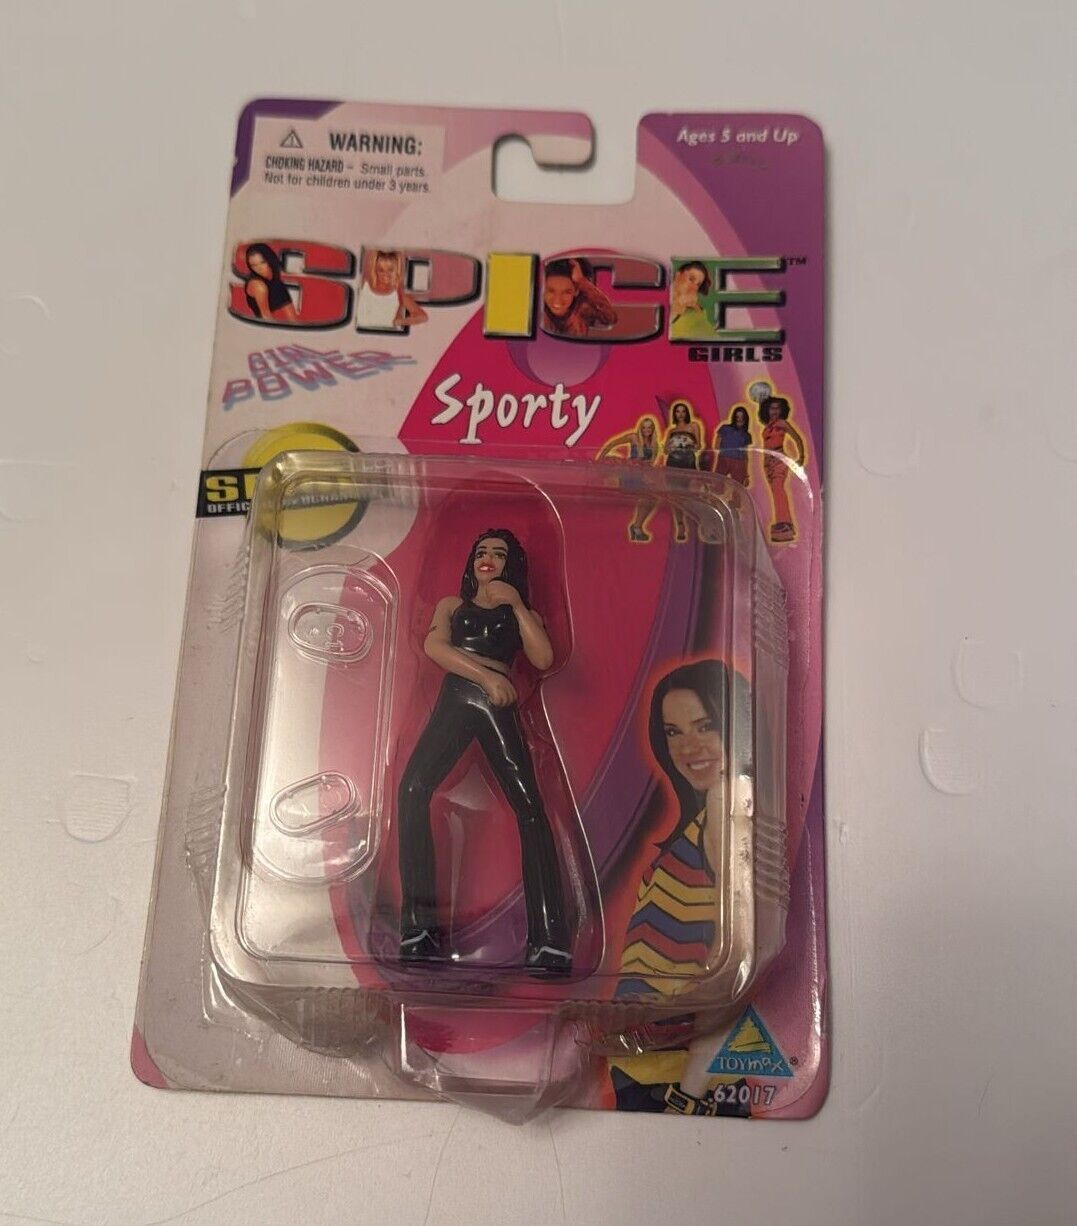 WARNING:
CHOKING HAZARD – Small parts.
Not for children under 3 years.
Ages 5 and Up
SPICE™
GIRLS
GIRL
POWER
Sporty
TOYmax®
62017